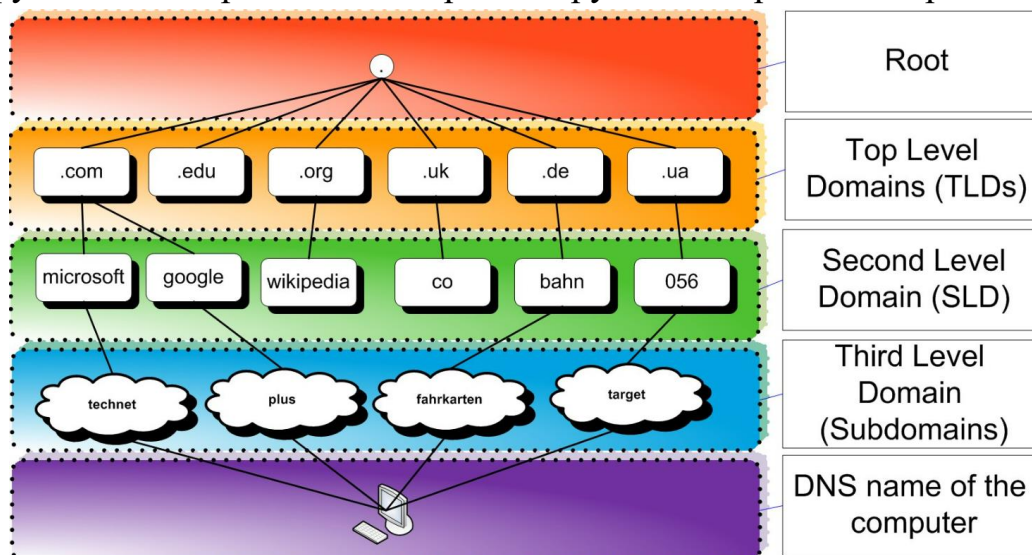 .
Root
.com .edu .org .uk .de .ua
Top Level
Domains (TLDs)
microsoft google wikipedia co bahn 056
Second Level
Domain (SLD)
technet plus fahrkarten target
Third Level
Domain
(Subdomains)
DNS name of the
computer